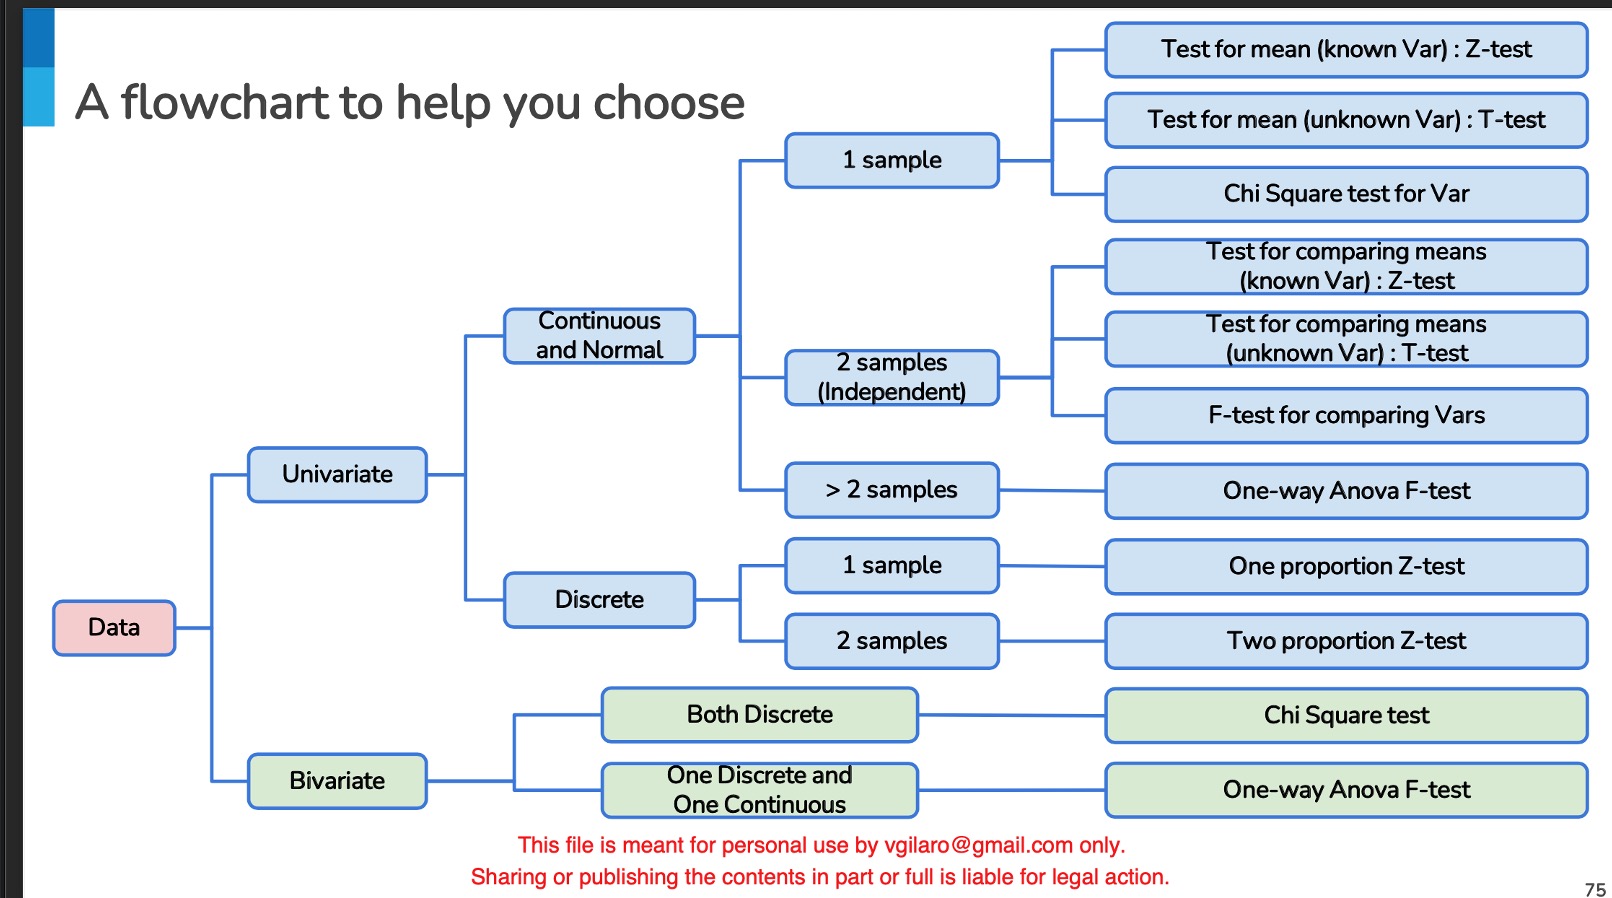 A flowchart to help you choose
Test for mean (known Var) : Z-test
Test for mean (unknown Var) : T-test
1 sample
Chi Square test for Var
Test for comparing means
(known Var) : Z-test
Continuous
and Normal
Test for comparing means
(unknown Var) : T-test
2 samples
(Independent)
F-test for comparing Vars
Univariate
> 2 samples
One-way Anova F-test
1 sample
One proportion Z-test
Discrete
Data
2 samples
Two proportion Z-test
Both Discrete
Chi Square test
Bivariate
One Discrete and
One Continuous
One-way Anova F-test
This file is meant for personal use by vgilaro@gmail.com only.
Sharing or publishing the contents in part or full is liable for legal action.
75